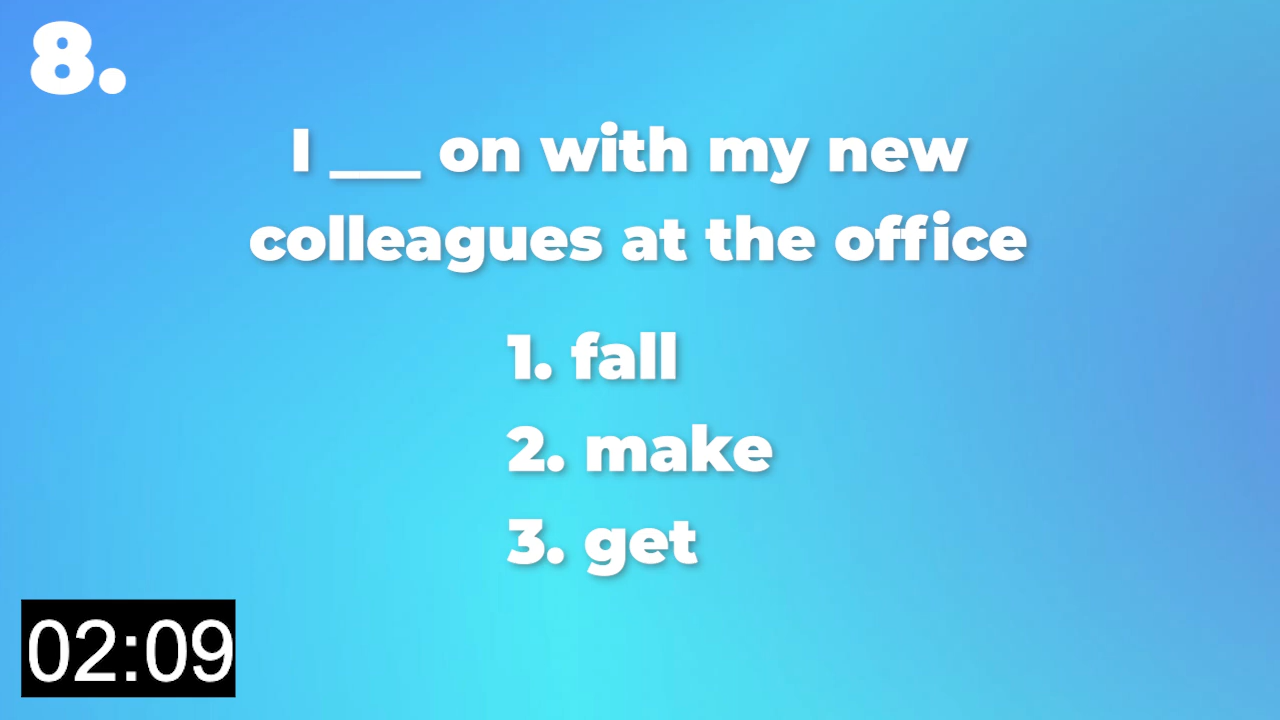 8.
I ___ on with my new
colleagues at the office
1. fall
2. make
3. get
02:09